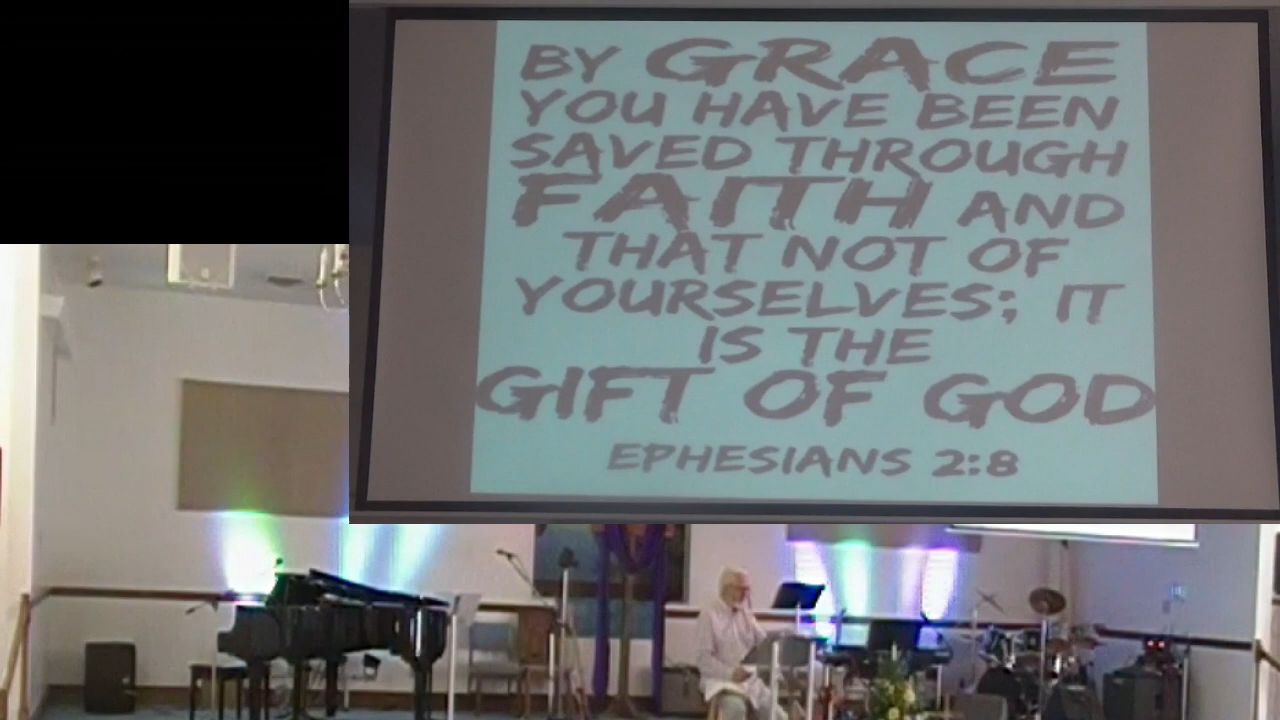 BY GRACE
YOU HAVE BEEN
SAVED THROUGH
FAITH AND
THAT NOT OF
YOURSELVES; IT
IS THE
GIFT OF GOD
EPHESIANS 2:8